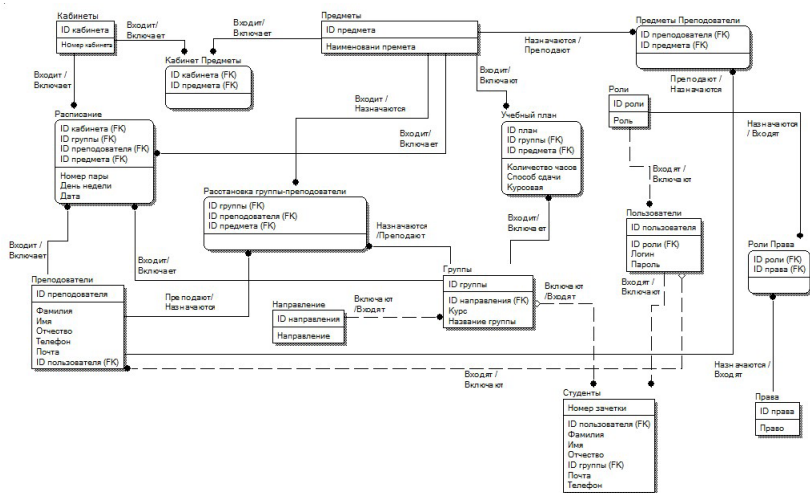 Кабинеты
ID кабинета
Номер кабинета
Входит/
Включает
Предметы
ID предмета
Наименовани премета
Входит/
Включает
Назначаются /
Преподают
Предметы Преподователи
ID преподователя (FK)
ID предмета (FK)
Кабинет Предметы
ID кабинета (FK)
ID предмета (FK)
Входит /
Включает
Входит /
Назначаются
Входит/
Включают
Преподают /
Назначаются
Расписание
ID кабинета (FK)
ID группы (FK)
ID преподователя (FK)
ID предмета (FK)
Номер пары
День недели
Дата
Входит/
Включает
Учебный план
ID план
ID группы (FK)
ID предмета (FK)
Количество часов
Способ сдачи
Курсовая
Роли
ID роли
Роль
Назначаются
/ Входят
Входят /
Включают
Расстановка группы-преподователи
ID группы (FK)
ID преподователя (FK)
ID предмета (FK)
Назначаются
/Преподают
Входит/
Включает
Пользователи
ID пользователя
ID роли (FK)
Логин
Пароль
Роли Права
ID роли (FK)
ID права (FK)
Входит /
Включает
Входит/
Включает
Преподователи
ID преподователя
Фамилия
Имя
Отчество
Телефон
Почта
ID пользователя (FK)
Преподают/
Назначаются
Направление
ID направления
Направление
Включают
/Входят
Группы
ID группы
ID направления (FK)
Курс
Название группы
Включают
/Входят
Входят /
Включают
Входят /
Включают
Назначаются /
Входят
Права
ID права
Право
Студенты
Номер зачетки
ID пользователя (FK)
Фамилия
Имя
Отчество
ID группы (FK)
Почта
Телефон